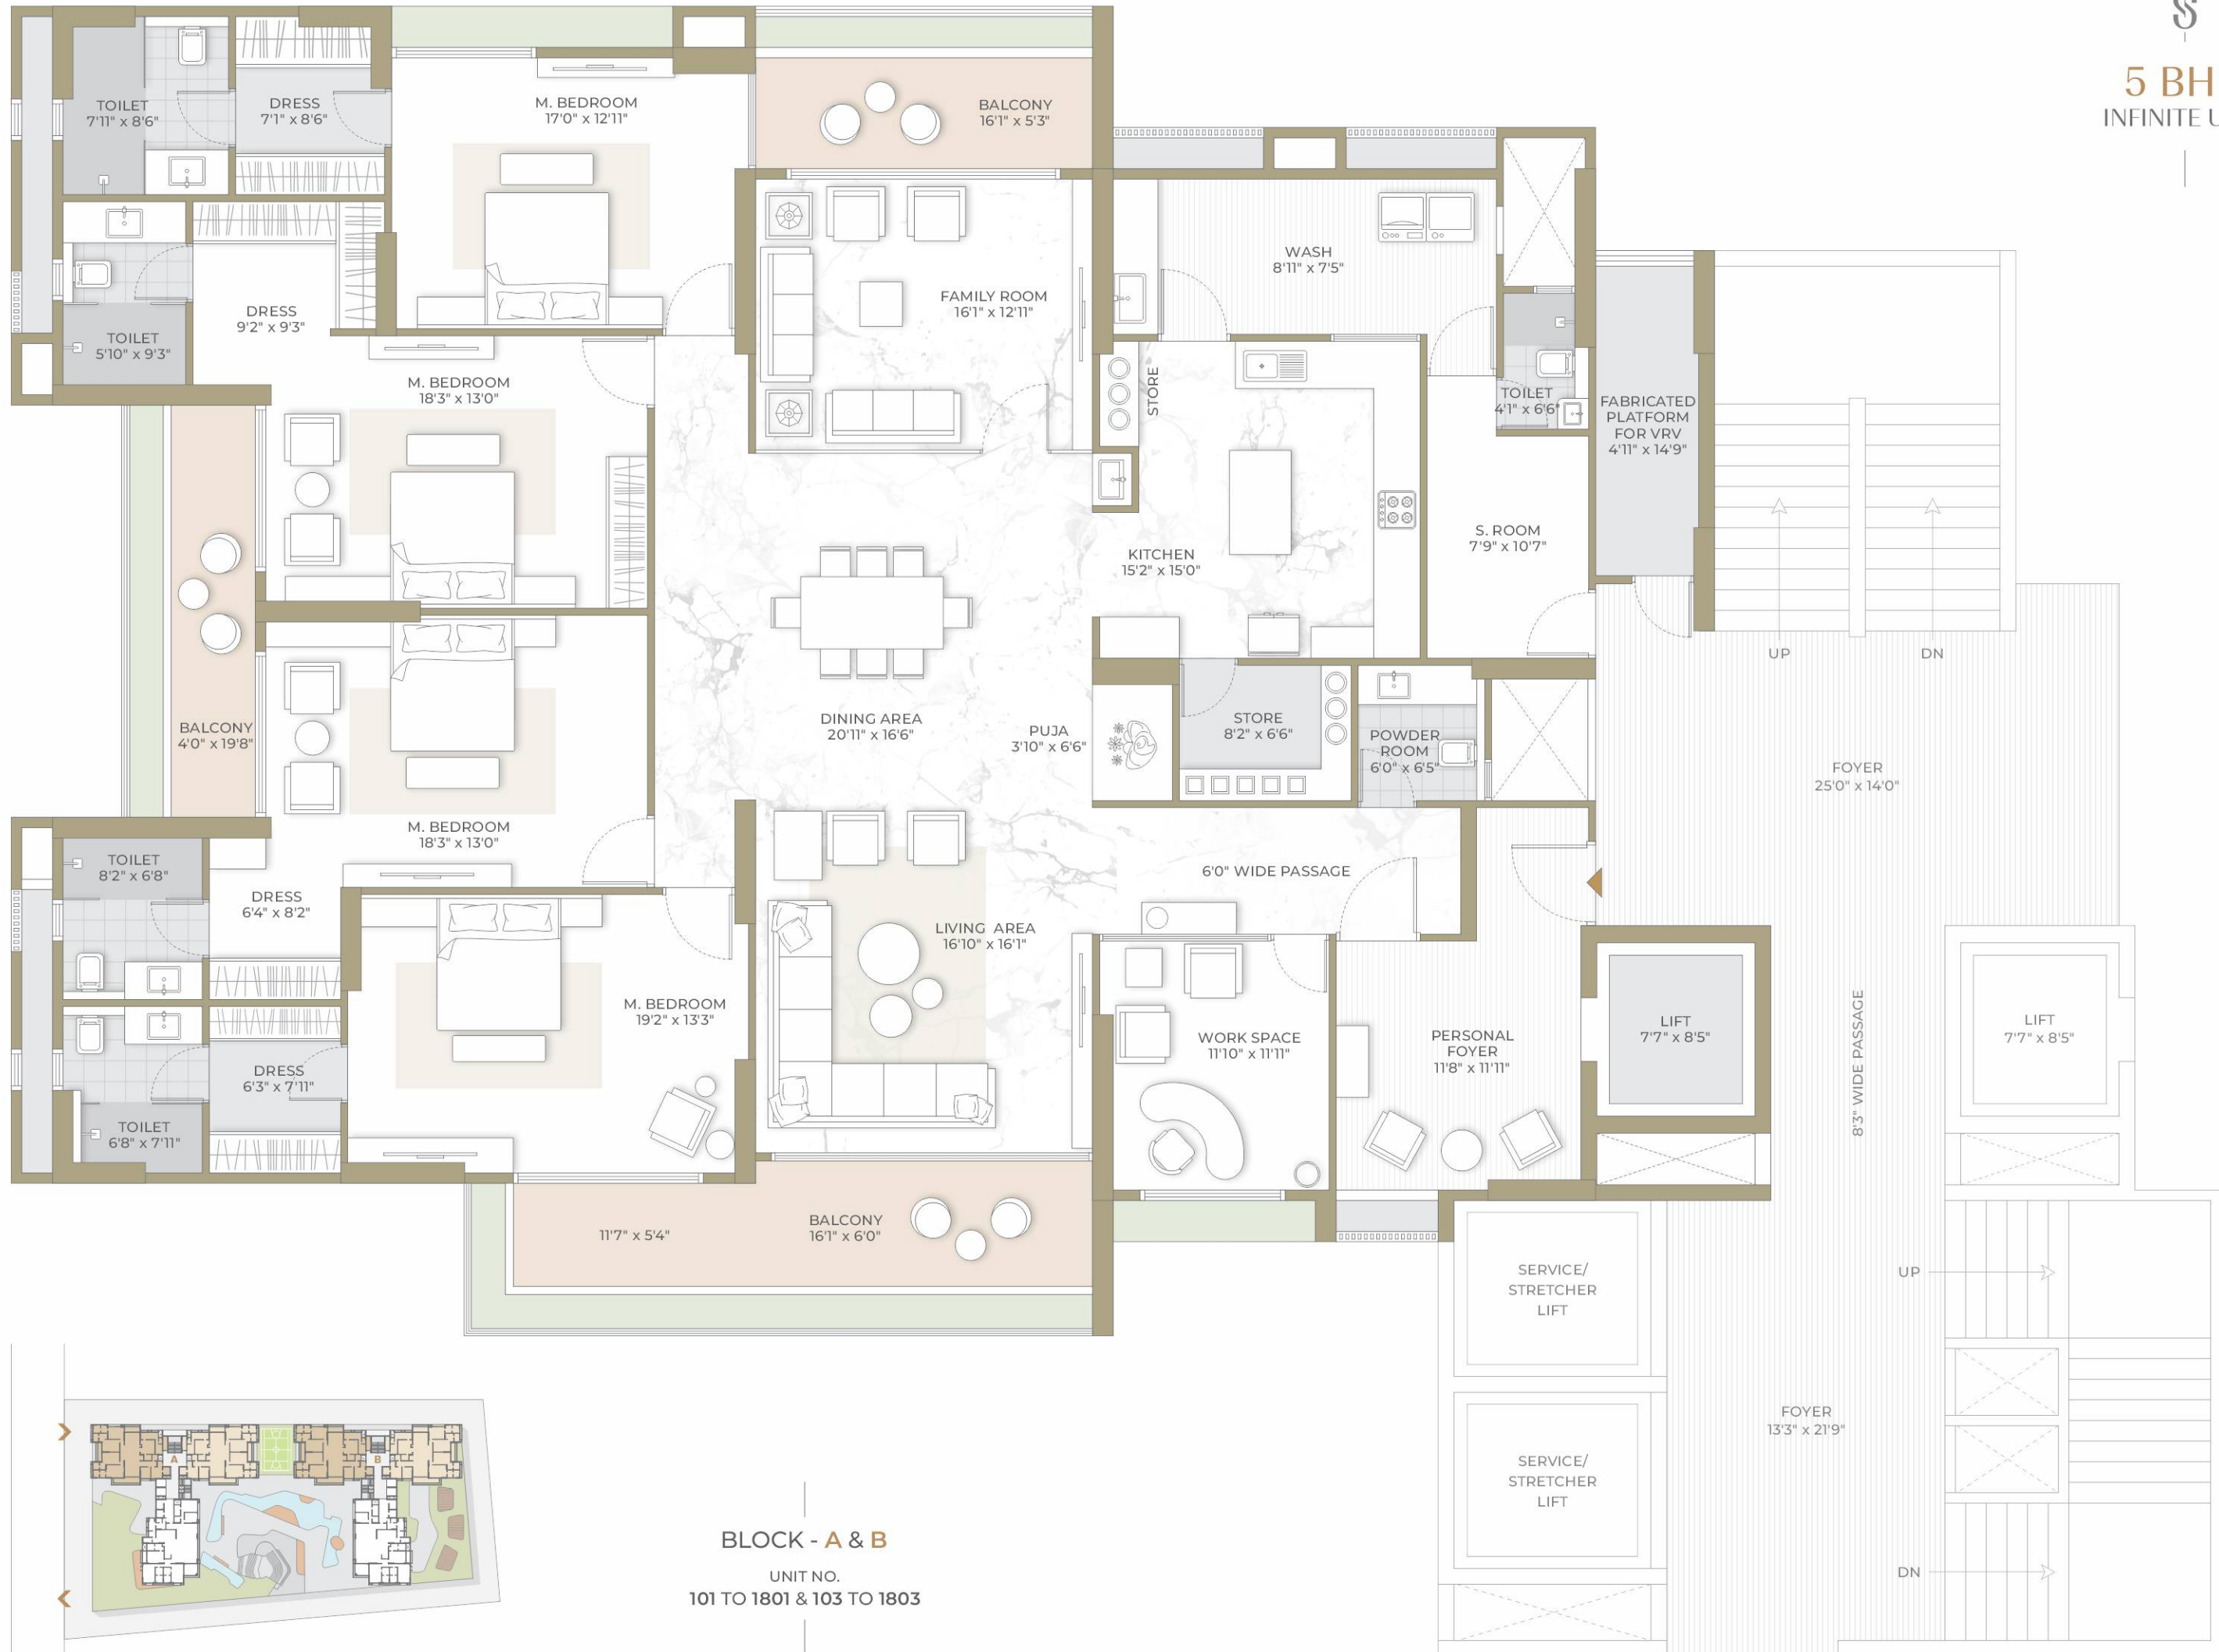 5 BH
INFINITE U
TOILET
7'11" x 8'6"
DRESS
7'1" x 8'6"
M. BEDROOM
17'0" x 12'11"
BALCONY
16'1" x 5'3"
WASH
8'11" x 7'5"
FAMILY ROOM
16'1" x 12'11"
DRESS
9'2" x 9'3"
TOILET
5'10" x 9'3"
M. BEDROOM
18'3" x 13'0"
STORE
TOILET
4'1" x 6'6"
FABRICATED
PLATFORM
FOR VRV
4'11" x 14'9"
S. ROOM
7'9" x 10'7"
KITCHEN
15'2" x 15'0"
UP
DN
BALCONY
4'0" x 19'8"
DINING AREA
20'11" x 16'6"
PUJA
3'10" x 6'6"
STORE
8'2" x 6'6"
POWDER
ROOM
6'0" x 6'5"
FOYER
25'0" x 14'0"
M. BEDROOM
18'3" x 13'0"
TOILET
8'2" x 6'8"
DRESS
6'4" x 8'2"
6'0" WIDE PASSAGE
LIVING AREA
16'10" x 16'1"
M. BEDROOM
19'2" x 13'3"
WORK SPACE
11'10" x 11'11"
PERSONAL
FOYER
11'8" x 11'11"
LIFT
7'7" x 8'5"
8'3" WIDE PASSAGE
LIFT
7'7" x 8'5"
DRESS
6'3" x 7'11"
TOILET
6'8" x 7'11"
11'7" x 5'4"
BALCONY
16'1" x 6'0"
SERVICE/
STRETCHER
LIFT
UP
FOYER
13'3" x 21'9"
SERVICE/
STRETCHER
LIFT
DN
A
B
BLOCK - A & B
UNIT NO.
101 TO 1801 & 103 TO 1803